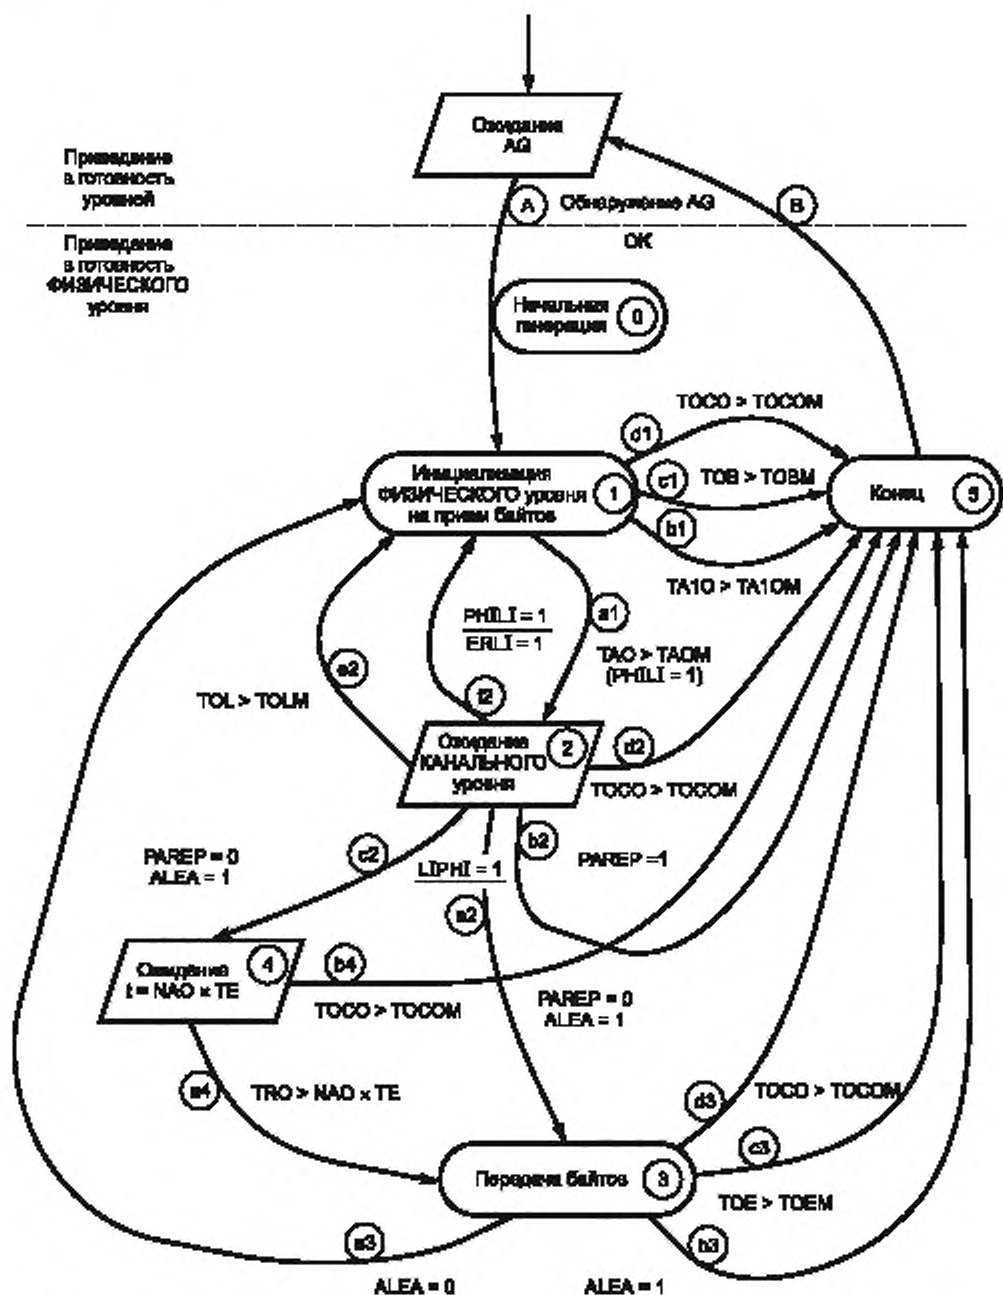 Ожидание
AG
Приведение
в готовность
уровней
A
Обнаружение AG
B
OK
Приведение
в готовность
ФИЗИЧЕСКОГО
уровня
Начальная
генерация
0
TOCO > TOCOM
d1
Инициализация
ФИЗИЧЕСКОГО уровня
на прием байтов
1
c1
TOB > TOBM
Конец
5
b1
TA1O > TA1OM
PHILI = 1
ERLI = 1
a1
TAO > TAOM
(PHILI = 1)
e2
TOL > TOLM
f2
Ожидание
КАНАЛЬНОГО
уровня
2
d2
TOCO > TOCOM
c2
b2
PAREP =1
PAREP = 0
ALEA = 1
LIPHI = 1
a2
Ожидание
t = NAO × TE
4
b4
TOCO > TOCOM
PAREP = 0
ALEA = 1
a4
TRO > NAO × TE
d3
TOCO > TOCOM
c3
Передача байтов
3
TOE > TOEM
a3
b3
ALEA = 0
ALEA = 1